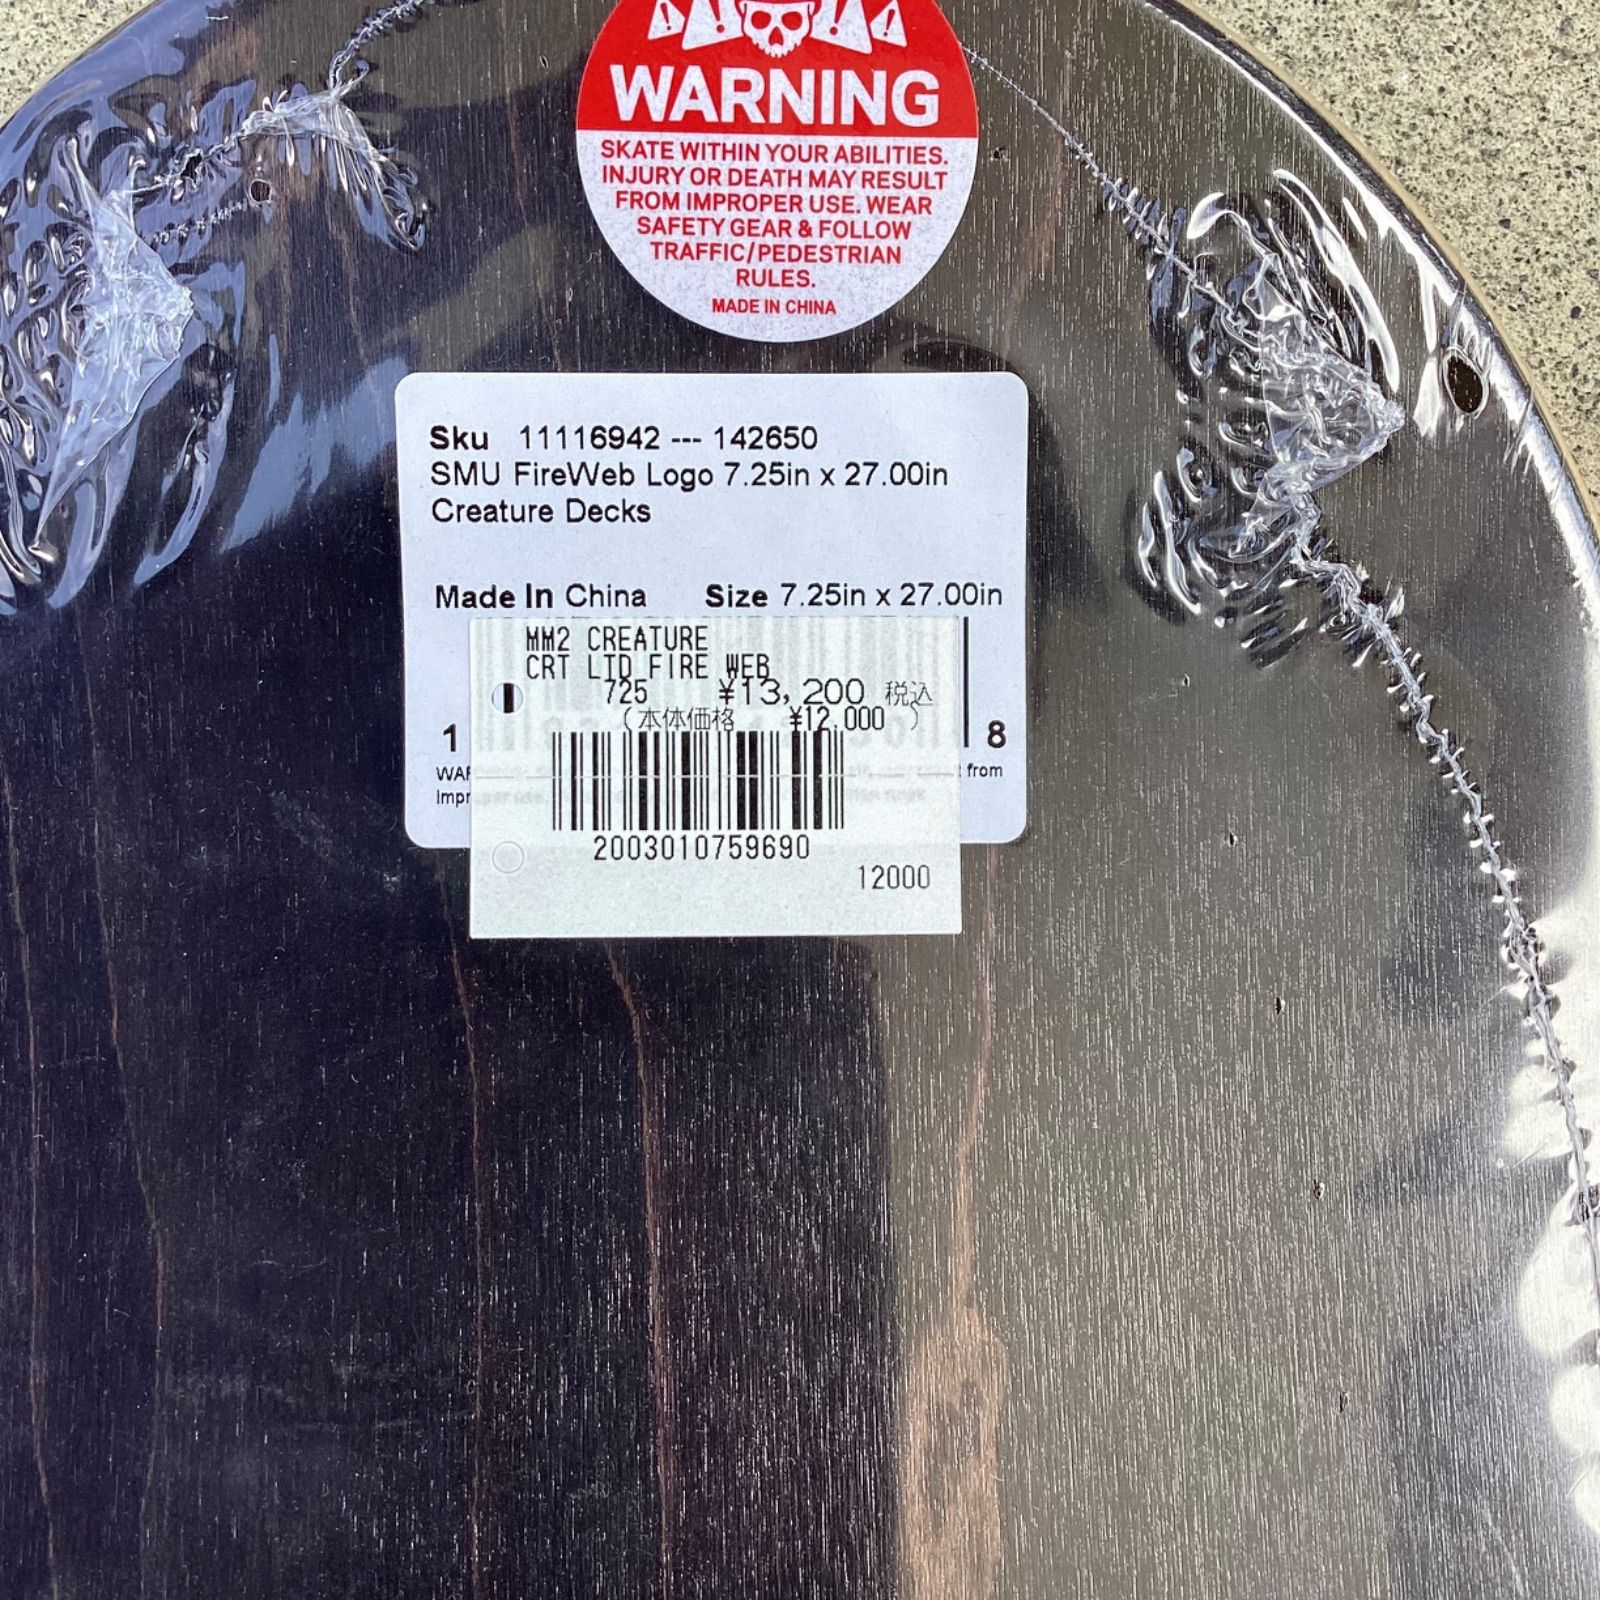 WARNING
SKATE WITHIN YOUR ABILITIES.
INJURY OR DEATH MAY RESULT
FROM IMPROPER USE. WEAR
SAFETY GEAR & FOLLOW
TRAFFIC/PEDESTRIAN
RULES.
MADE IN CHINA
Sku 11116942 --- 142650
SMU FireWeb Logo 7.25in x 27.00in
Creature Decks
Made In China Size 7.25in x 27.00in
MM2 CREATURE
CRT LTD FIRE WEB
725 ¥13,200 税込
(本体価格 ¥12,000 )
1 8
from
2003010759690
12000